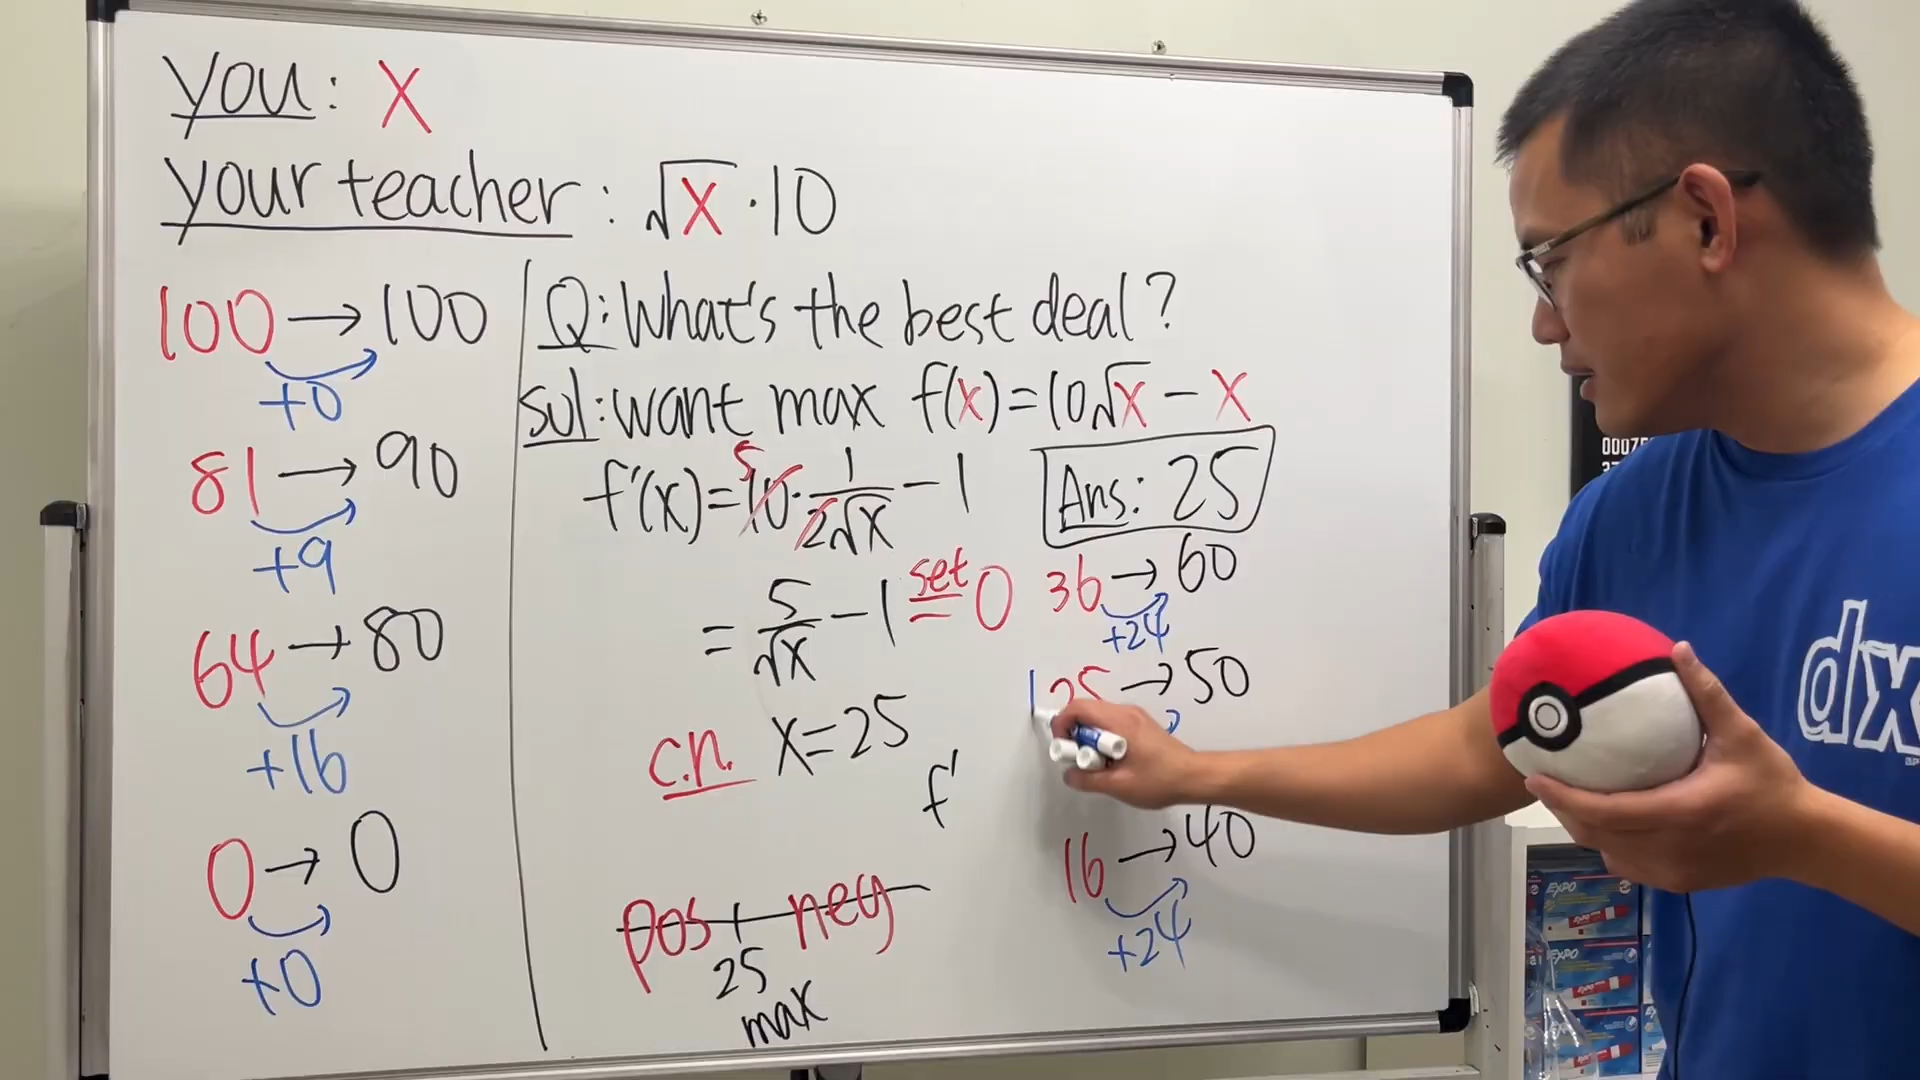 you: X
your teacher: √X · 10
100 → 100
+0
81 → 90
+9
64 → 80
+16
0 → 0
+0
Q: What's the best deal?
sol: want max f(x) = 10√x - x
f'(x) = 10 · 1/(2√x) - 1
5
= 5/√x - 1 set = 0
c.n. x = 25
f'
pos neg
25
max
Ans: 25
36 → 60
+24
25 → 50
16 → 40
+24
dx
EXPO
EXPO
EXPO